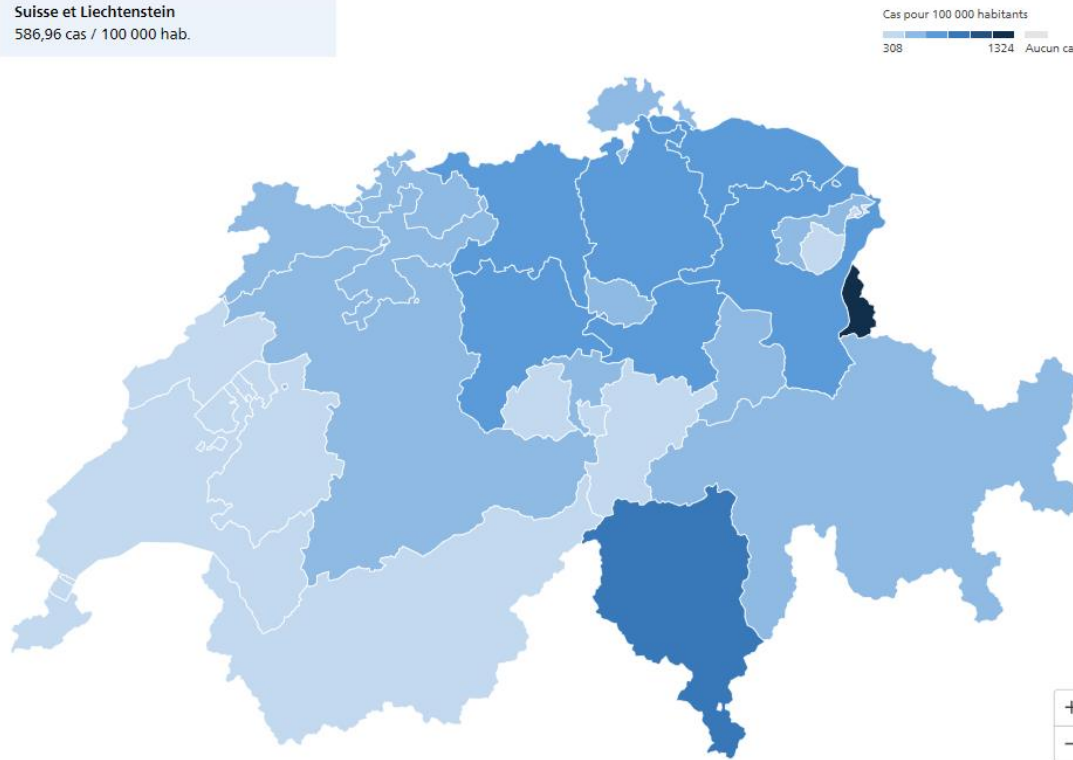 Suisse et Liechtenstein
586,96 cas / 100 000 hab.
Cas pour 100 000 habitants
308 1324 Aucun ca
+
−